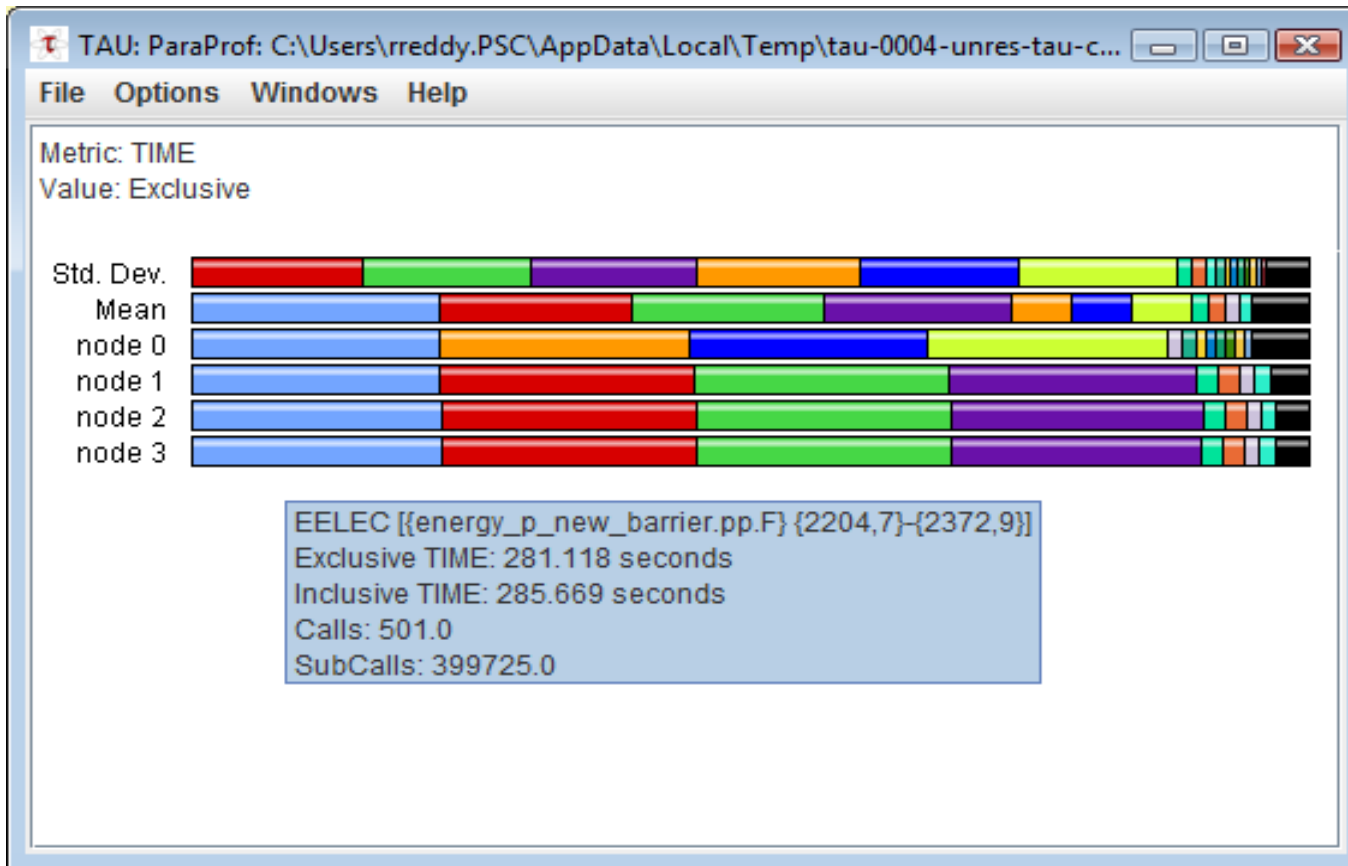 TAU: ParaProf: C:\Users\rreddy.PSC\AppData\Local\Temp\tau-0004-unres-tau-c...
File Options Windows Help
Metric: TIME
Value: Exclusive
Std. Dev.
Mean
node 0
node 1
node 2
node 3
EELEC [{energy_p_new_barrier.pp.F} {2204,7}-{2372,9}]
Exclusive TIME: 281.118 seconds
Inclusive TIME: 285.669 seconds
Calls: 501.0
SubCalls: 399725.0